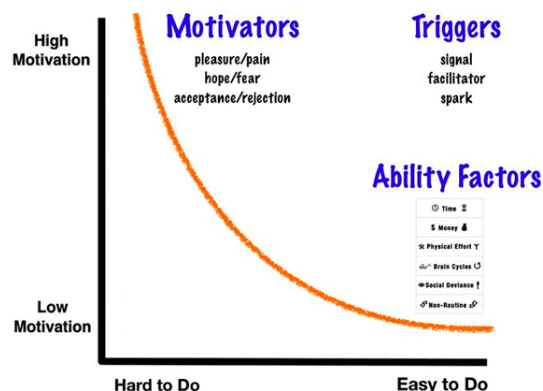 Motivators
Triggers
High
Motivation
pleasure/pain
hope/fear
acceptance/rejection
signal
facilitator
spark
Ability Factors
Time
$ Money
Physical Effort
Brain Cycles
Social Deviance
Non-Routine
Low
Motivation
Hard to Do
Easy to Do